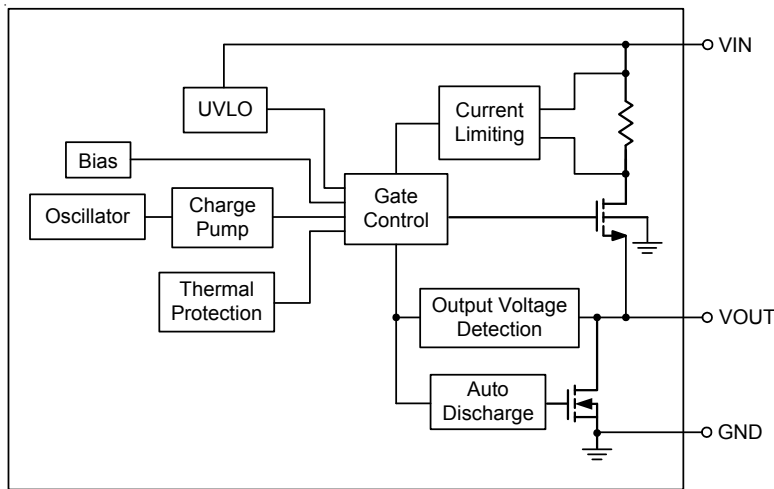 VIN
UVLO
Current
Limiting
Bias
Gate
Control
Oscillator
Charge
Pump
Thermal
Protection
Output Voltage
Detection
VOUT
Auto
Discharge
GND